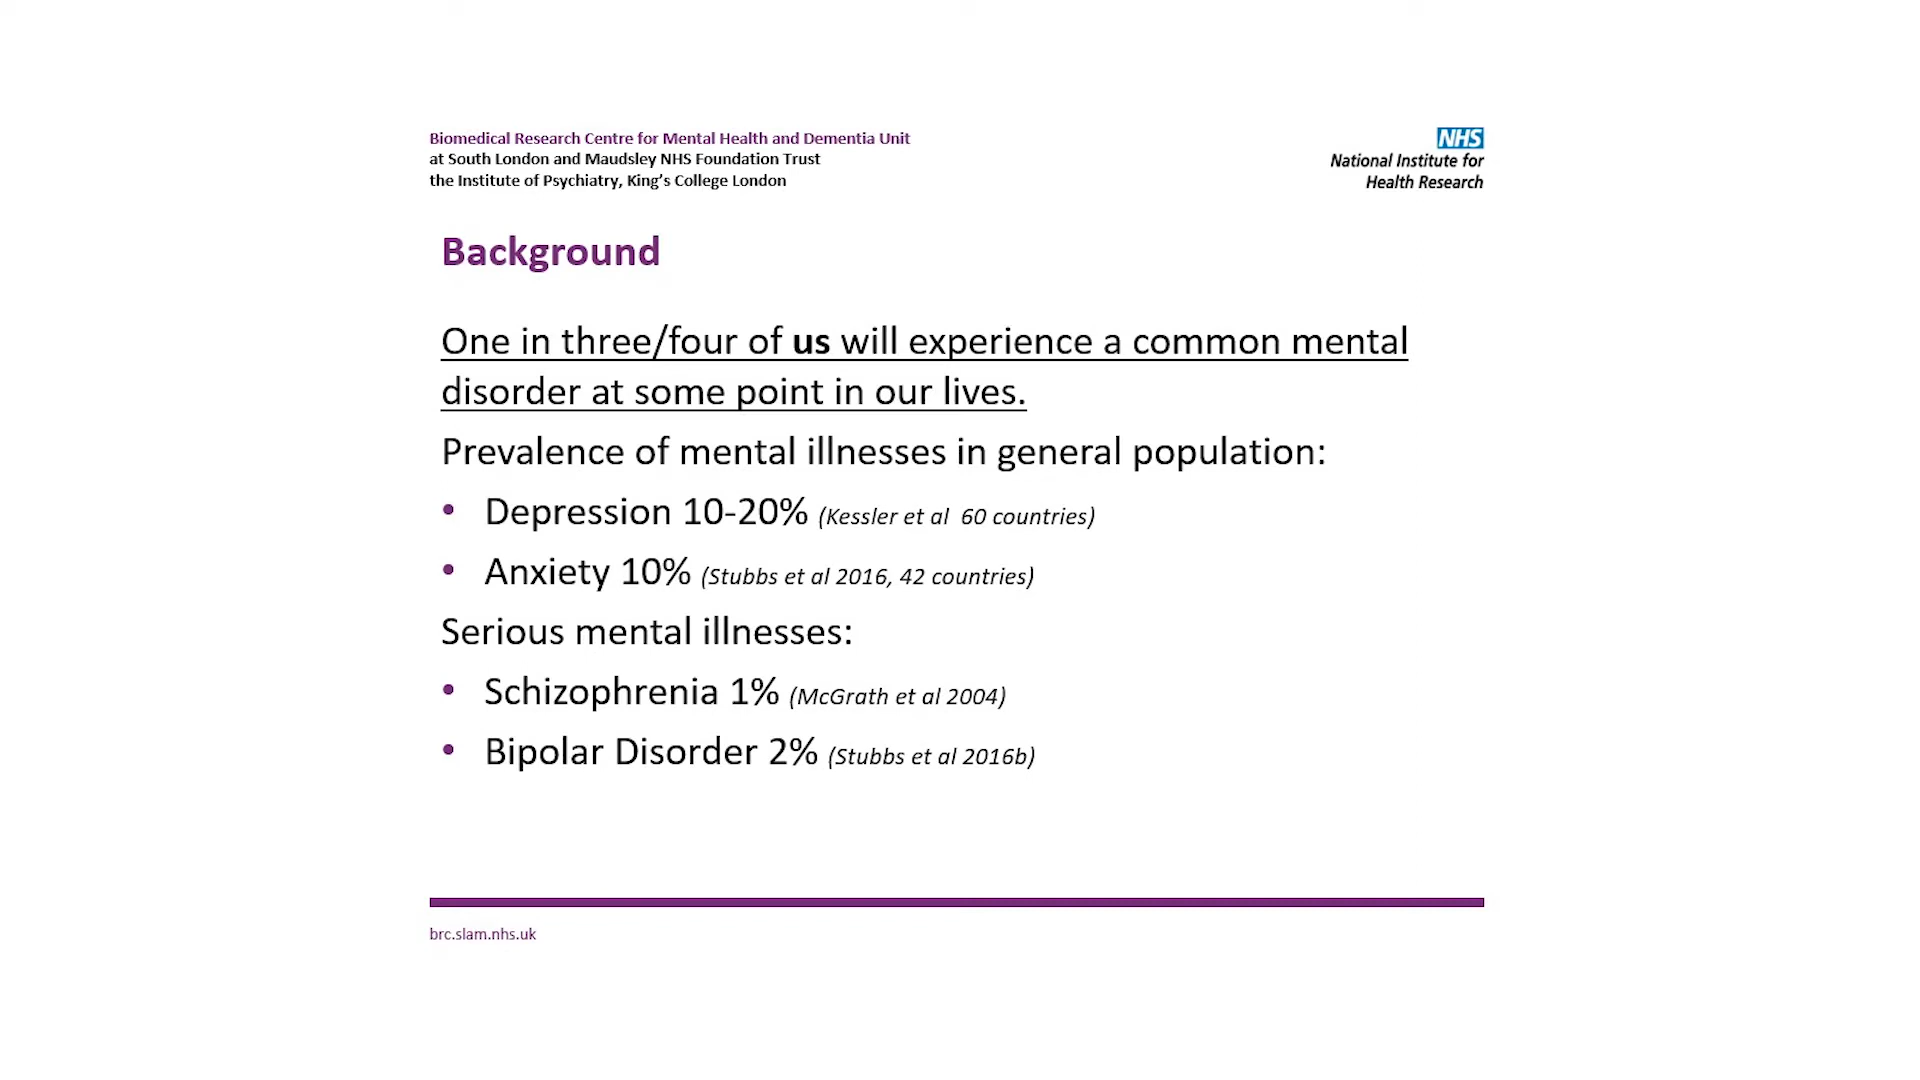 Biomedical Research Centre for Mental Health and Dementia Unit
at South London and Maudsley NHS Foundation Trust
the Institute of Psychiatry, King's College London
NHS
National Institute for
Health Research
Background
One in three/four of us will experience a common mental
disorder at some point in our lives.
Prevalence of mental illnesses in general population:
• Depression 10-20% (Kessler et al  60 countries)
• Anxiety 10% (Stubbs et al 2016, 42 countries)
Serious mental illnesses:
• Schizophrenia 1% (McGrath et al 2004)
• Bipolar Disorder 2% (Stubbs et al 2016b)
brc.slam.nhs.uk